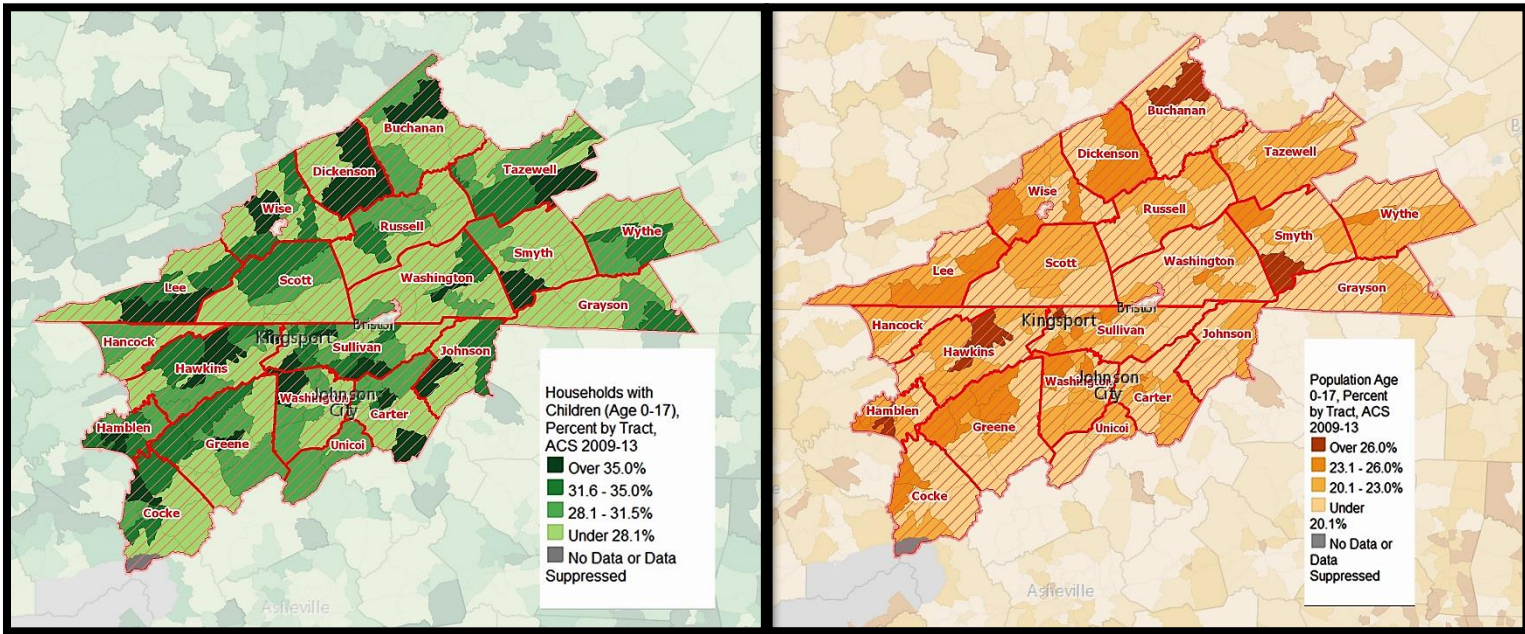 Buchanan
Dickenson
Tazewell
Wise
Russell
Wythe
Smyth
Lee
Scott
Washington
Grayson
Bristol
Kingsport
Hancock
Sullivan
Johnson
Hawkins
Johnson
City
Washington
Carter
Hamblen
Greene
Unicoi
Cocke
Asheville
Households with
Children (Age 0-17),
Percent by Tract,
ACS 2009-13
Over 35.0%
31.6 - 35.0%
28.1 - 31.5%
Under 28.1%
No Data or Data
Suppressed
Buchanan
Dickenson
Tazewell
Wise
Russell
Wythe
Smyth
Lee
Scott
Washington
Grayson
Bristol
Kingsport
Hancock
Sullivan
Johnson
Hawkins
Johnson
City
Washington
Carter
Hamblen
Greene
Unicoi
Cocke
Asheville
Population Age
0-17, Percent
by Tract, ACS
2009-13
Over 26.0%
23.1 - 26.0%
20.1 - 23.0%
Under
20.1%
No Data or
Data
Suppressed